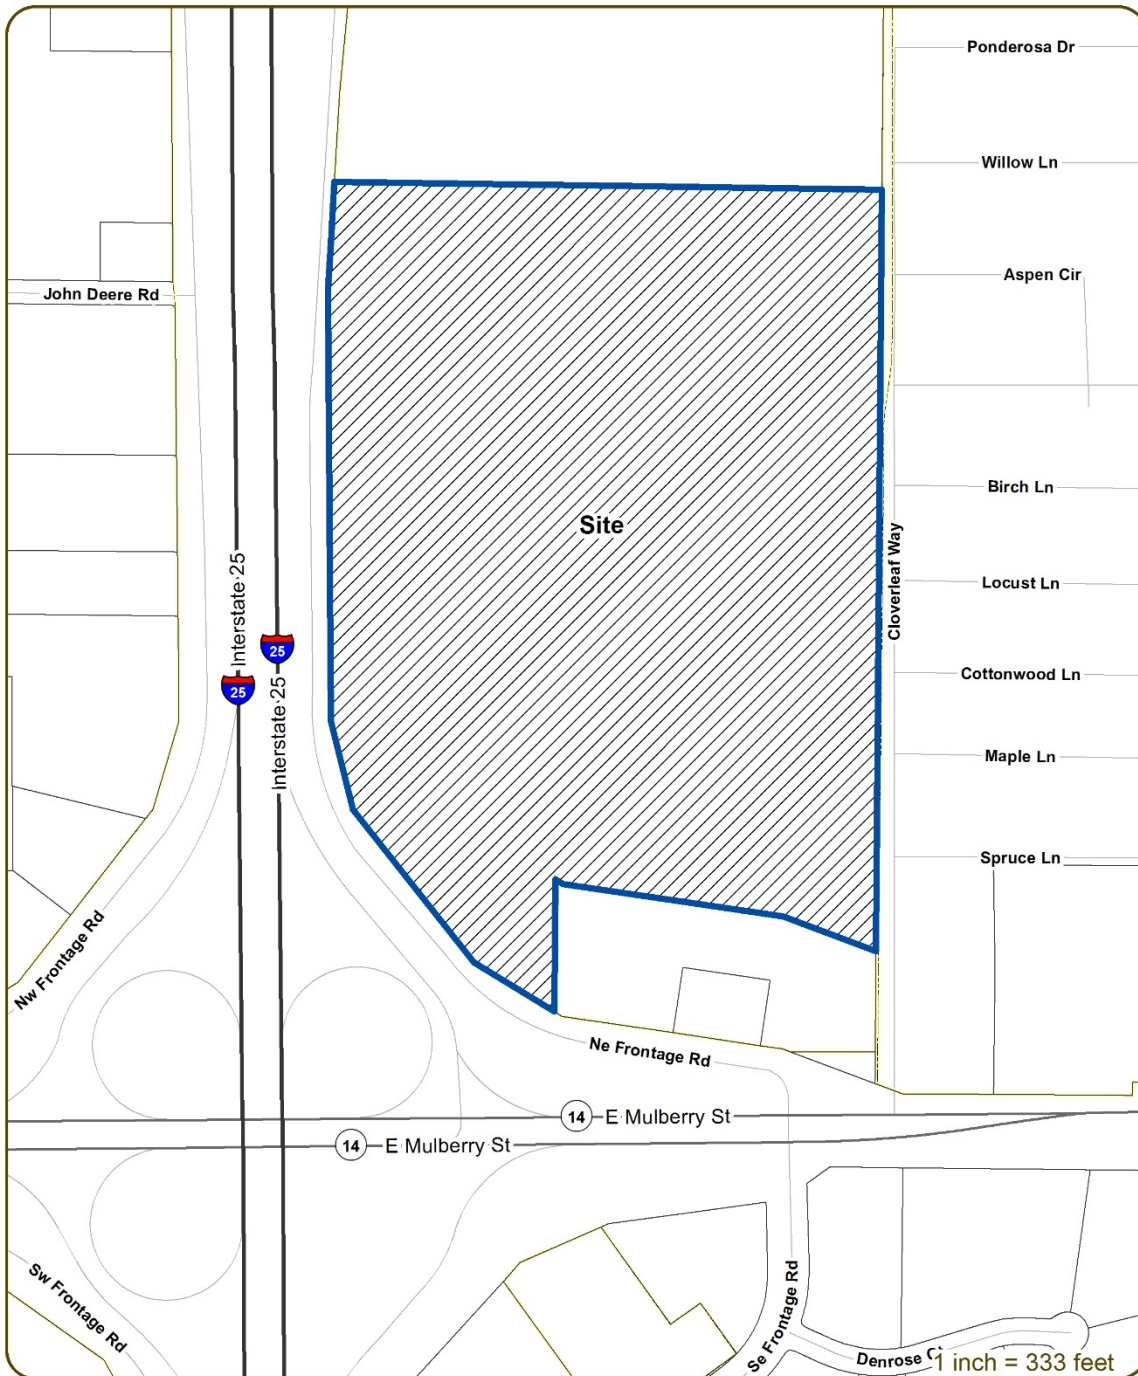 Ponderosa Dr
Willow Ln
Aspen Cir
John Deere Rd
Birch Ln
Site
Cloverleaf Way
Interstate 25
Locust Ln
25
25
Interstate 25
Cottonwood Ln
Maple Ln
Spruce Ln
Nw Frontage Rd
Ne Frontage Rd
14 E Mulberry St
14 E Mulberry St
Sw Frontage Rd
Se Frontage Rd
Denrose
1 inch = 333 feet